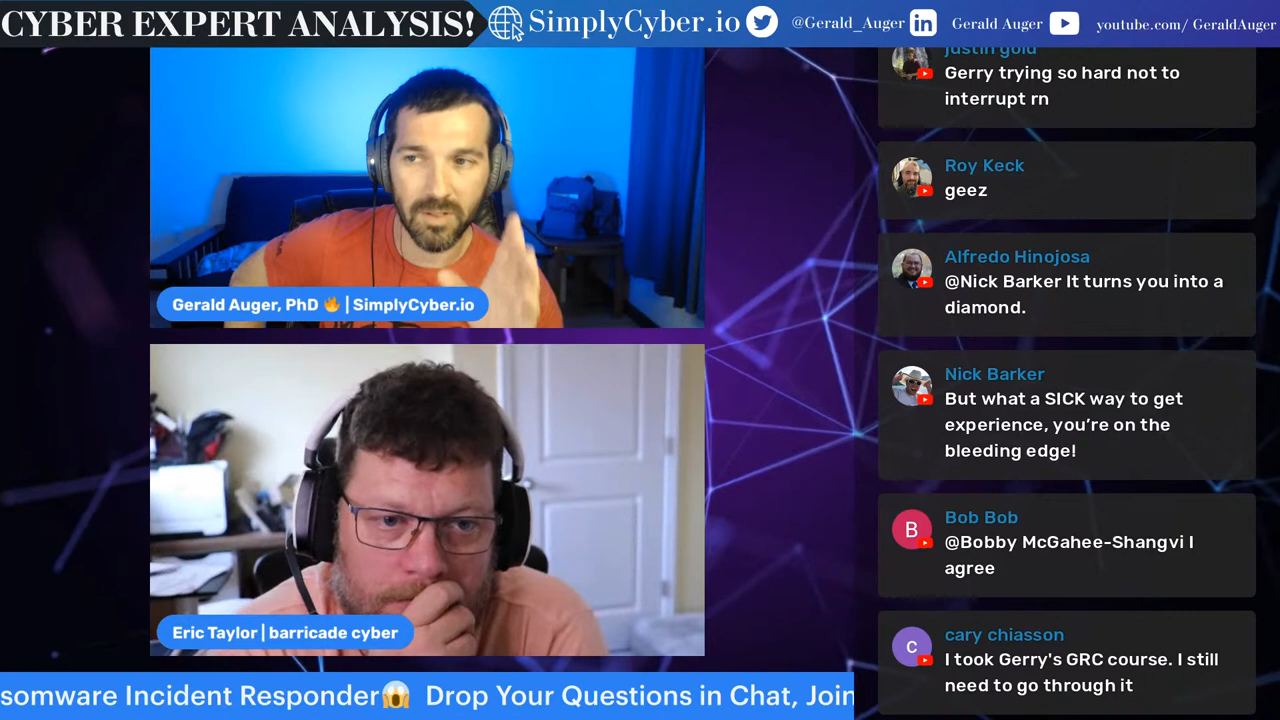 CYBER EXPERT ANALYSIS!
SimplyCyber.io
@Gerald_Auger
Gerald Auger
youtube.com/ GeraldAuger
Gerald Auger, PhD 🔥 | SimplyCyber.io
Eric Taylor | barricade cyber
justin gold
Gerry trying so hard not to
interrupt rn
Roy Keck
geez
Alfredo Hinojosa
@Nick Barker It turns you into a
diamond.
Nick Barker
But what a SICK way to get
experience, you’re on the
bleeding edge!
B
Bob Bob
@Bobby McGahee-Shangvi I
agree
c
cary chiasson
I took Gerry's GRC course. I still
need to go through it
somware Incident Responder😱 Drop Your Questions in Chat, Join